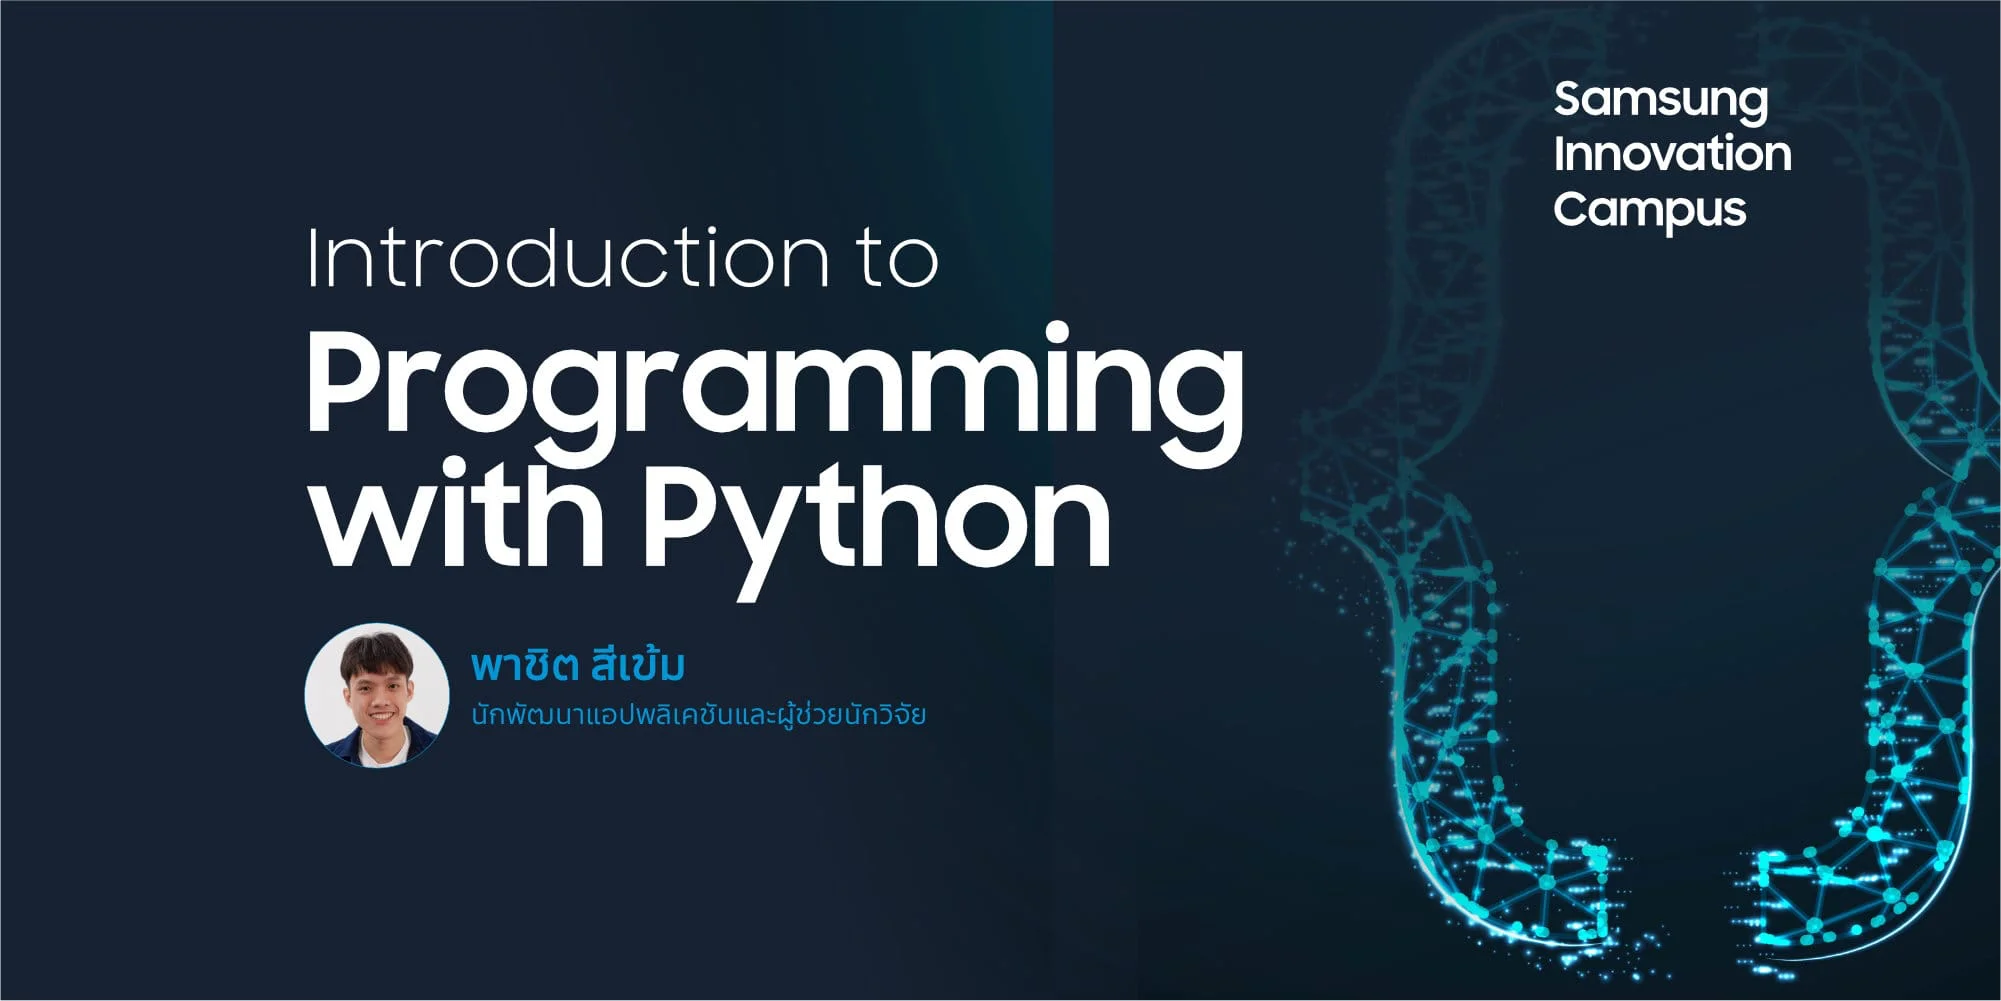 Samsung
Innovation
Campus
Introduction to
Programming
with Python
พาชิต สีเข้ม
นักพัฒนาแอปพลิเคชันและผู้ช่วยนักวิจัย